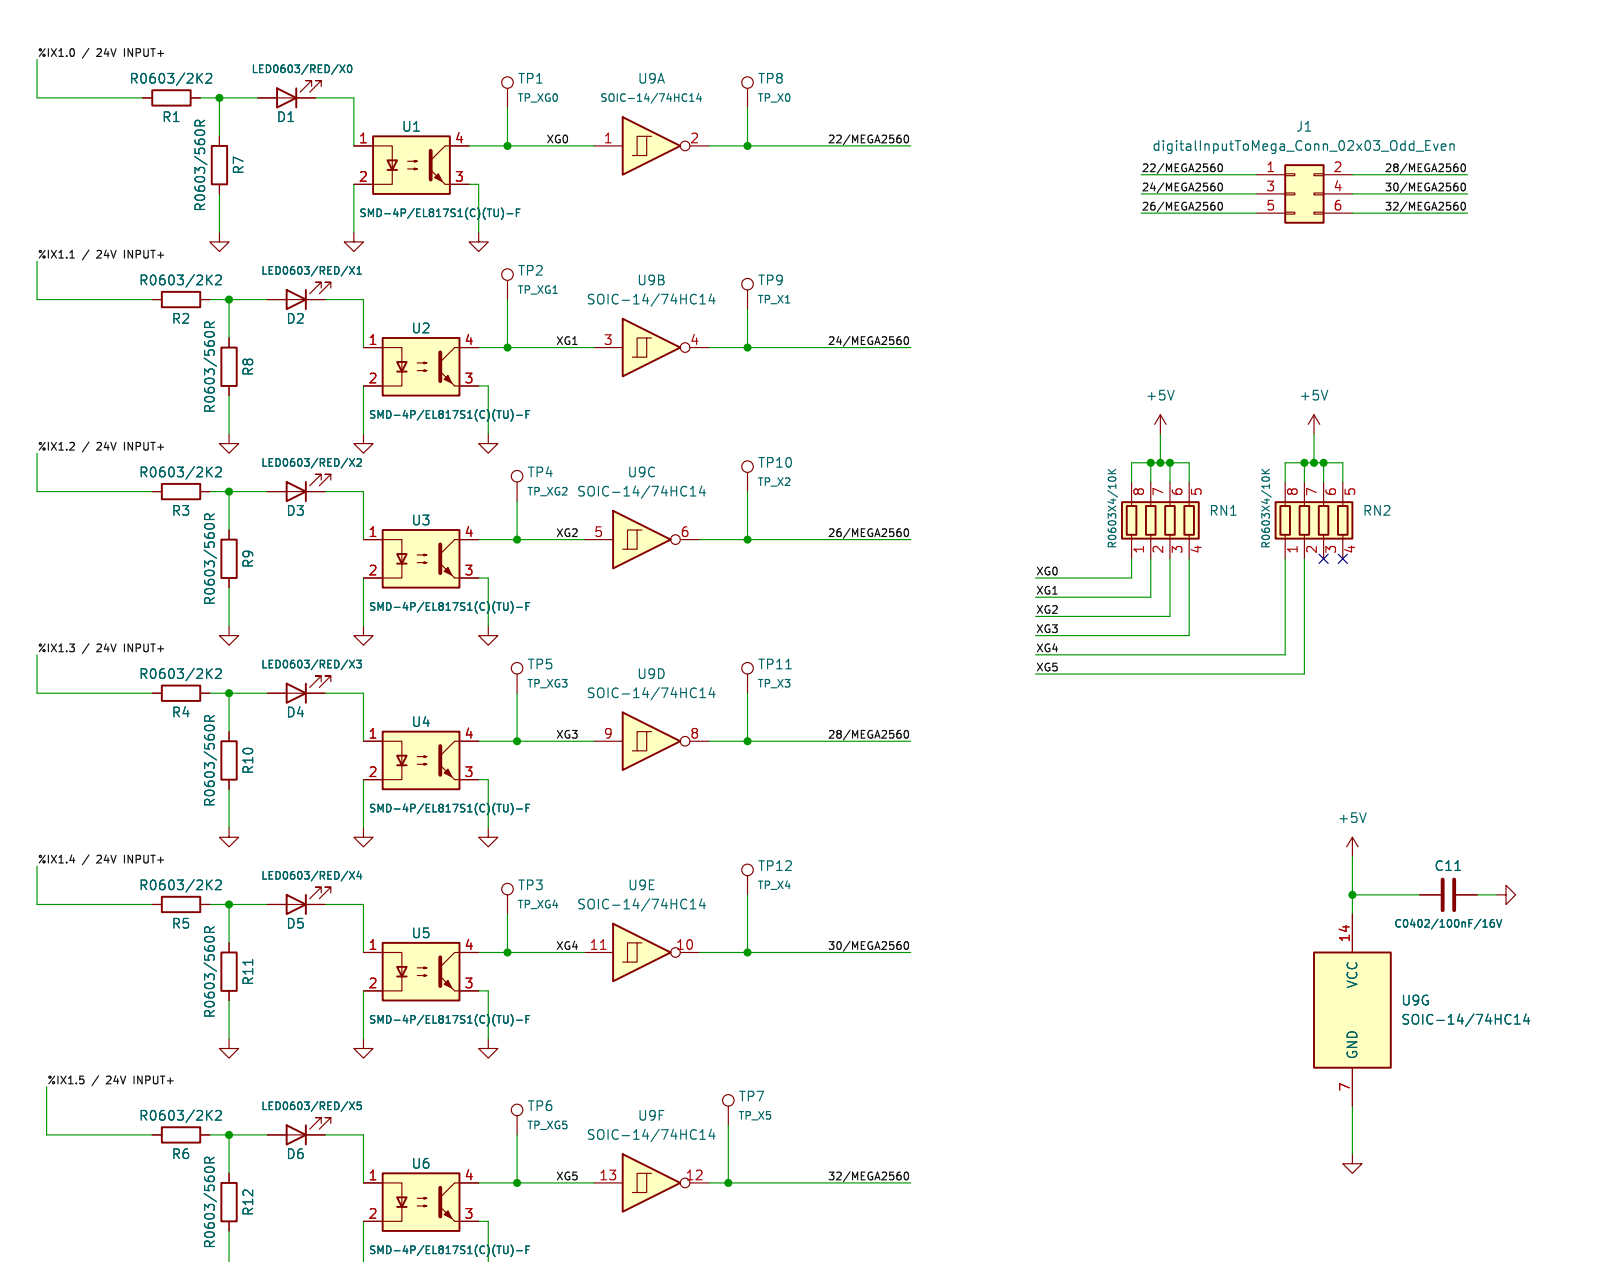 %IX1.0 / 24V INPUT+
R0603/2K2
R1
R0603/560R
R7
LED0603/RED/X0
D1
U1
1
2
4
3
SMD-4P/EL817S1(C)(TU)-F
TP1
TP_XG0
XG0
U9A
SOIC-14/74HC14
1
2
TP8
TP_X0
22/MEGA2560
%IX1.1 / 24V INPUT+
R0603/2K2
R2
R0603/560R
R8
LED0603/RED/X1
D2
U2
1
2
4
3
SMD-4P/EL817S1(C)(TU)-F
TP2
TP_XG1
XG1
U9B
SOIC-14/74HC14
3
4
TP9
TP_X1
24/MEGA2560
%IX1.2 / 24V INPUT+
R0603/2K2
R3
R0603/560R
R9
LED0603/RED/X2
D3
U3
1
2
4
3
SMD-4P/EL817S1(C)(TU)-F
TP4
TP_XG2
XG2
U9C
SOIC-14/74HC14
5
6
TP10
TP_X2
26/MEGA2560
%IX1.3 / 24V INPUT+
R0603/2K2
R4
R0603/560R
R10
LED0603/RED/X3
D4
U4
1
2
4
3
SMD-4P/EL817S1(C)(TU)-F
TP5
TP_XG3
XG3
U9D
SOIC-14/74HC14
9
8
TP11
TP_X3
28/MEGA2560
%IX1.4 / 24V INPUT+
R0603/2K2
R5
R0603/560R
R11
LED0603/RED/X4
D5
U5
1
2
4
3
SMD-4P/EL817S1(C)(TU)-F
TP3
TP_XG4
XG4
U9E
SOIC-14/74HC14
11
10
TP12
TP_X4
30/MEGA2560
%IX1.5 / 24V INPUT+
R0603/2K2
R6
R0603/560R
R12
LED0603/RED/X5
D6
U6
1
2
4
3
SMD-4P/EL817S1(C)(TU)-F
TP6
TP_XG5
XG5
U9F
SOIC-14/74HC14
13
12
TP7
TP_X5
32/MEGA2560
J1
digitalInputToMega_Conn_02x03_Odd_Even
22/MEGA2560 1 2 28/MEGA2560
24/MEGA2560 3 4 30/MEGA2560
26/MEGA2560 5 6 32/MEGA2560
+5V
R0603X4/10K
8 7 6 5
RN1
1 2 3 4
+5V
R0603X4/10K
8 7 6 5
RN2
1 2 3 4
XG0
XG1
XG2
XG3
XG4
XG5
+5V
C11
C0402/100nF/16V
14
VCC
U9G
SOIC-14/74HC14
GND
7